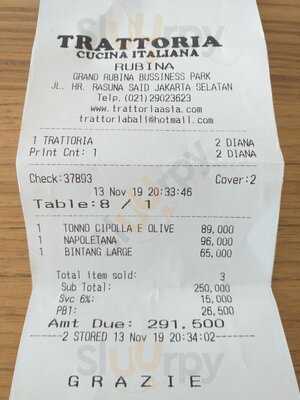 TRATTORIA
CUCINA ITALIANA
RUBINA
GRAND RUBINA BUSSINESS PARK
JL. HR. RASUNA SAID JAKARTA SELATAN
Telp.(021)29023623
www.trattoriaasia.com
trattoriabali@hotmail.com
1 TRATTORIA 2 DIANA
Print Cnt: 1 2 DIANA
Check:37893 Cover:2
13 Nov 19 20:33:46
Table:8 / 1
1 TONNO CIPOLLA E OLIVE 89,000
1 NAPOLETANA 96,000
1 BINTANG LARGE 65,000
Total item sold: 3
Sub Total: 250,000
Svc 6%: 15,000
PB1: 26,500
Amt Due: 291,500
2 STORED 13 Nov 19 20:34:02
GRAZIE
sluurpy
sluurpy
sluurpy